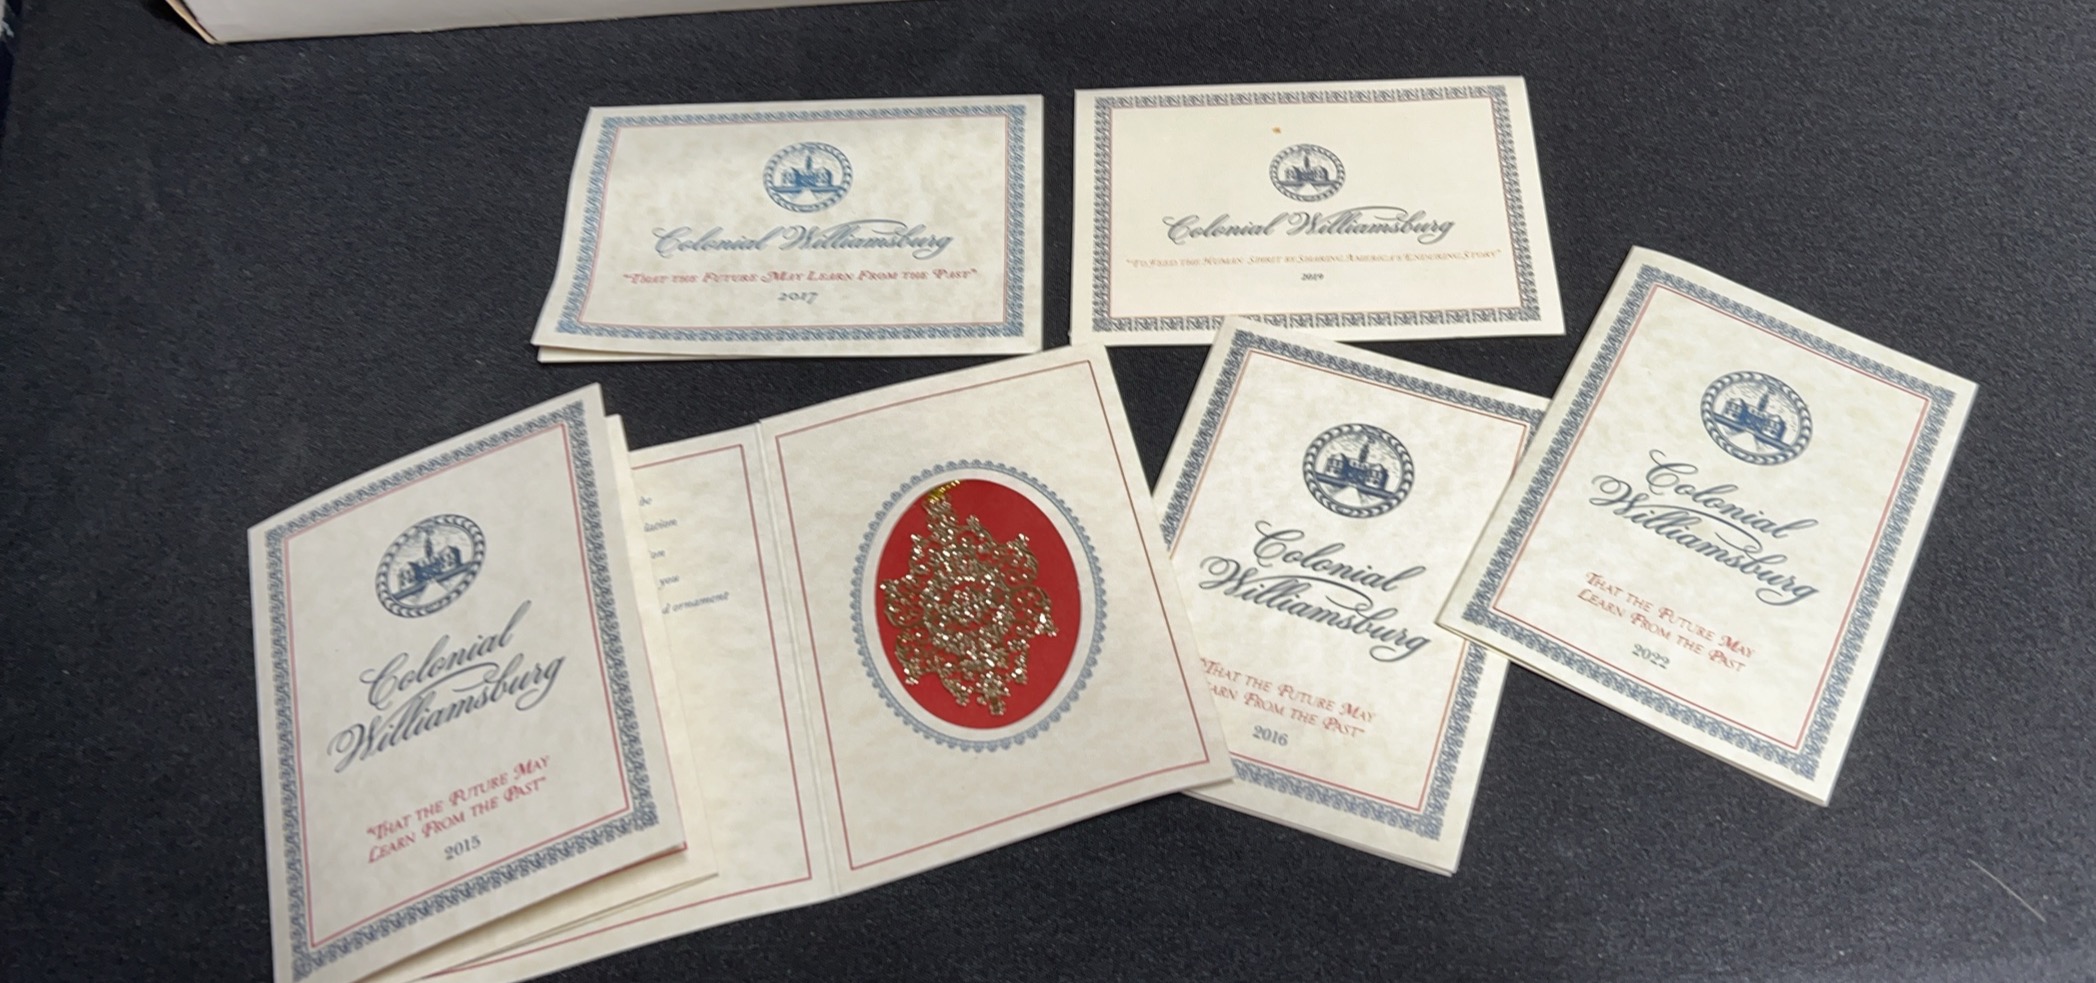 Colonial Williamsburg
"THAT THE FUTURE MAY LEARN FROM THE PAST"
2017
Colonial Williamsburg
"TO FEED THE HUMAN SPIRIT BY SHARING AMERICA'S ENDURING STORY"
2019
Colonial
Williamsburg
"THAT THE FUTURE MAY
LEARN FROM THE PAST"
2015
be
you
ornament
Colonial
Williamsburg
"THAT THE FUTURE MAY
LEARN FROM THE PAST"
2016
Colonial
Williamsburg
THAT THE FUTURE MAY
LEARN FROM THE PAST
2022